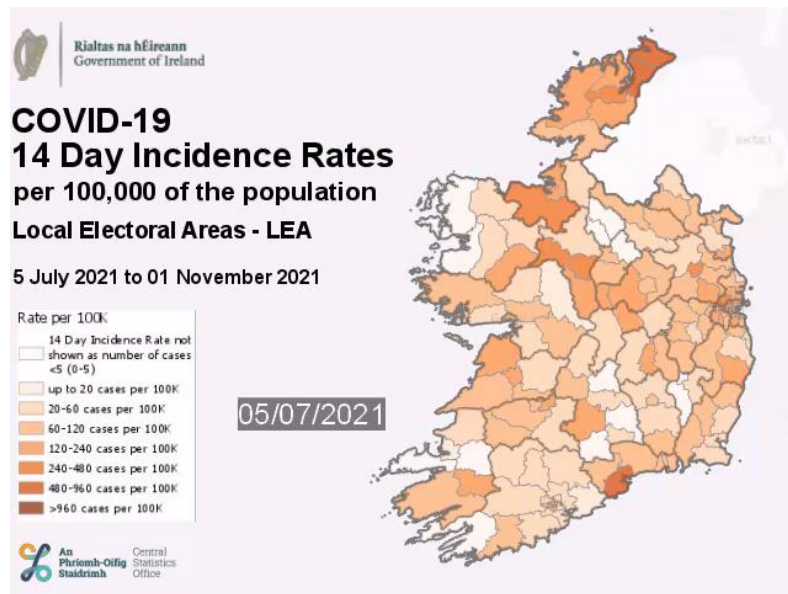 Rialtas na hÉireann
Government of Ireland
COVID-19
14 Day Incidence Rates
per 100,000 of the population
Local Electoral Areas - LEA
5 July 2021 to 01 November 2021
Rate per 100K
14 Day Incidence Rate not
shown as number of cases
<5 (0-5)
up to 20 cases per 100K
20-60 cases per 100K
60-120 cases per 100K
120-240 cases per 100K
240-480 cases per 100K
480-960 cases per 100K
>960 cases per 100K
05/07/2021
An
Phríomh-Oifig
Staidrimh
Central
Statistics
Office